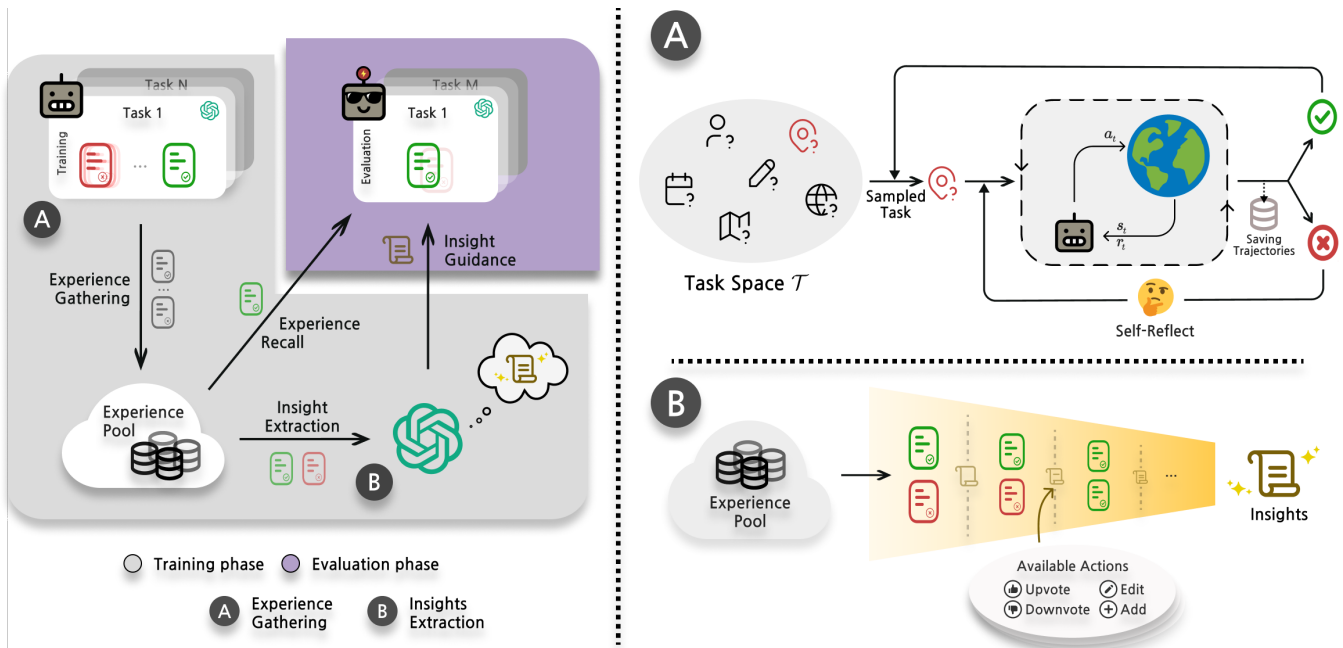 Task N
Task 1
Training
...
A
Task M
Task 1
Evaluation
Insight
Guidance
Experience
Gathering
...
Experience
Recall
Experience
Pool
Insight
Extraction
B
Training phase
Evaluation phase
A
Experience
Gathering
B
Insights
Extraction
A
?
?
?
?
?
?
Task Space 𝒯
Sampled
Task
?
a_t
s_t
r_t
Saving
Trajectories
Self-Reflect
B
Experience
Pool
...
Insights
Available Actions
Upvote
Edit
Downvote
Add